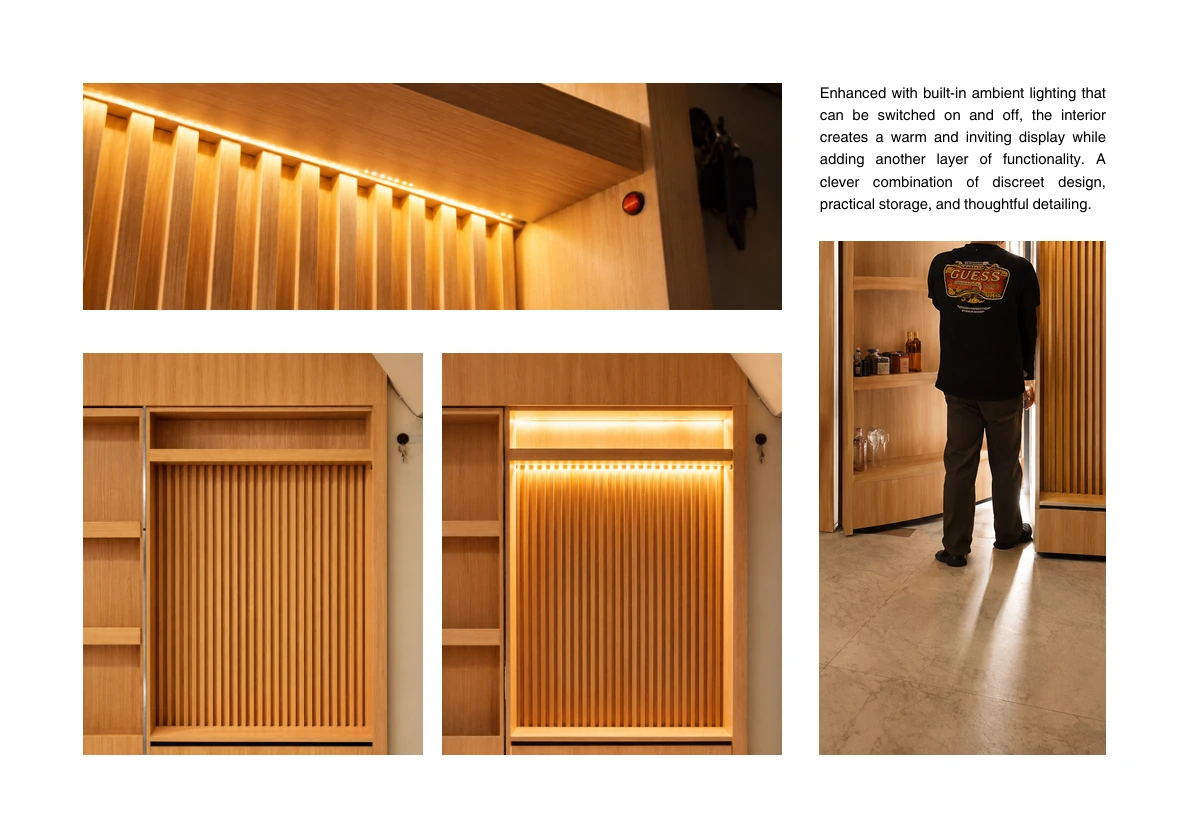 Enhanced with built-in ambient lighting that
can be switched on and off, the interior
creates a warm and inviting display while
adding another layer of functionality. A
clever combination of discreet design,
practical storage, and thoughtful detailing.
GUESS